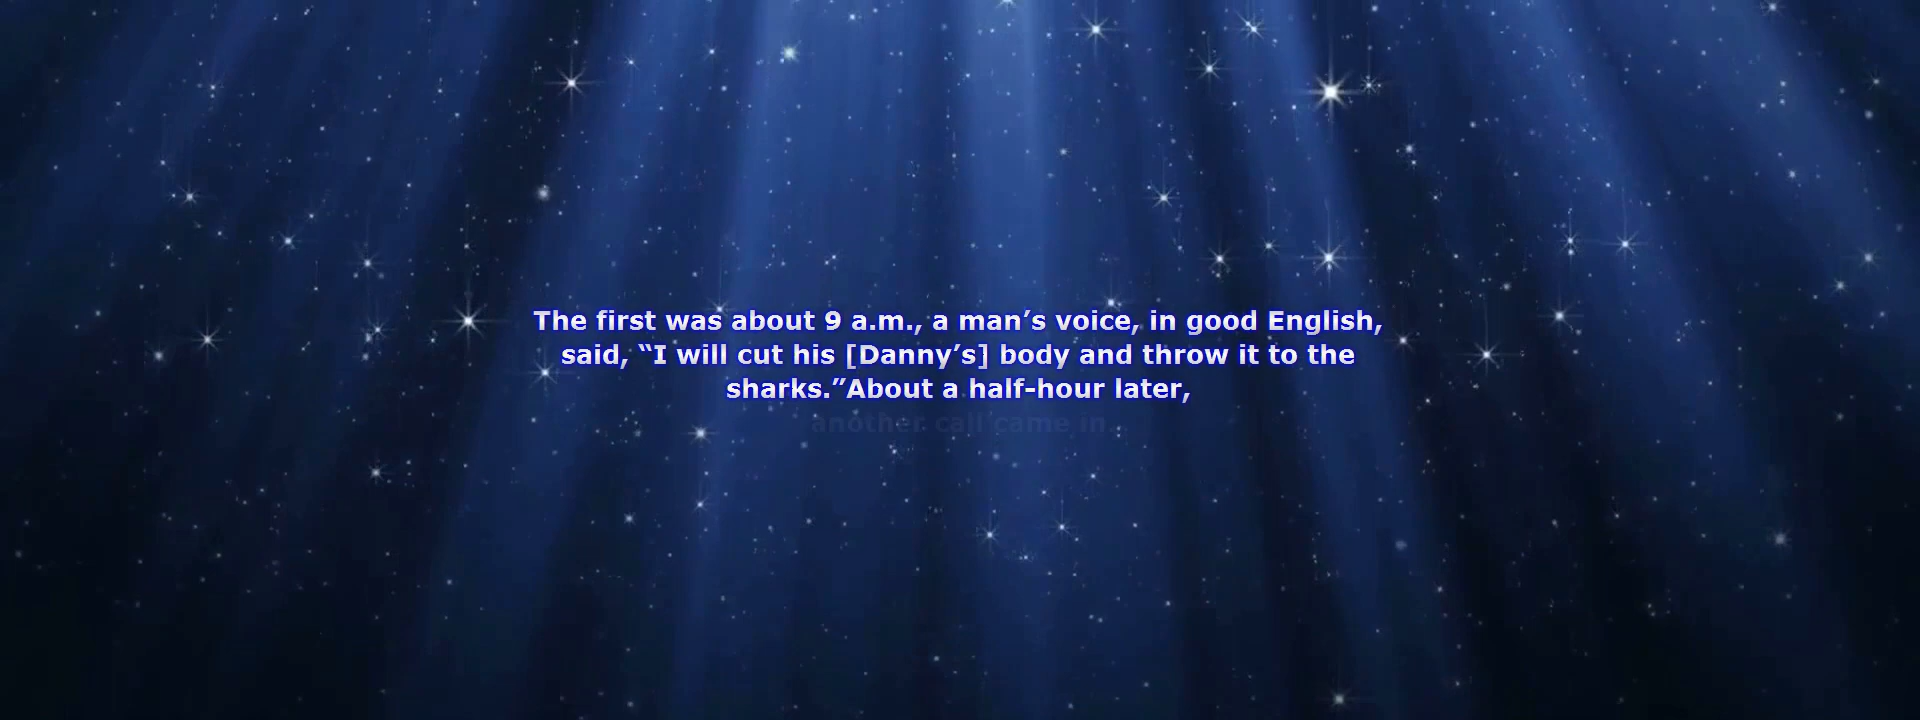 The first was about 9 a.m., a man’s voice, in good English,
said, “I will cut his [Danny’s] body and throw it to the
sharks.”About a half-hour later,
another call came in.